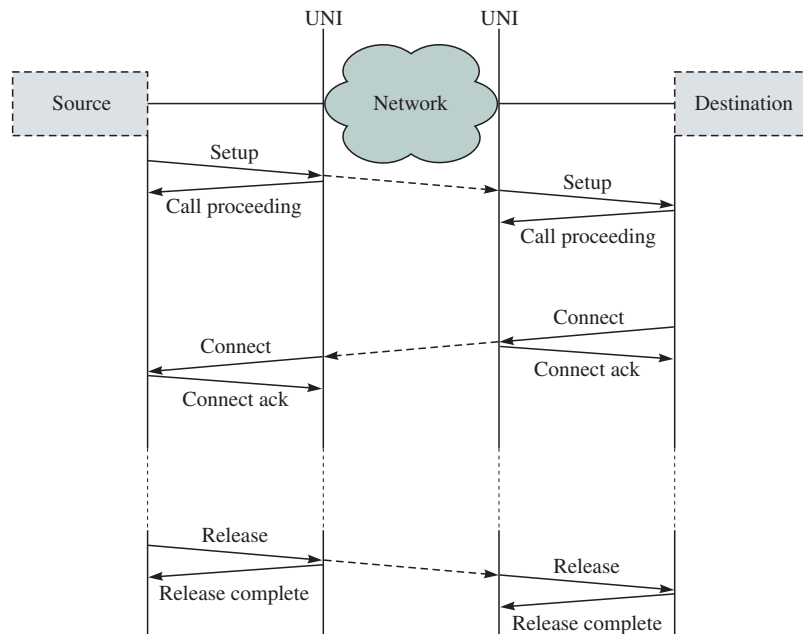 UNI
UNI
Source
Network
Destination
Setup
Setup
Call proceeding
Call proceeding
Connect
Connect
Connect ack
Connect ack
Release
Release
Release complete
Release complete